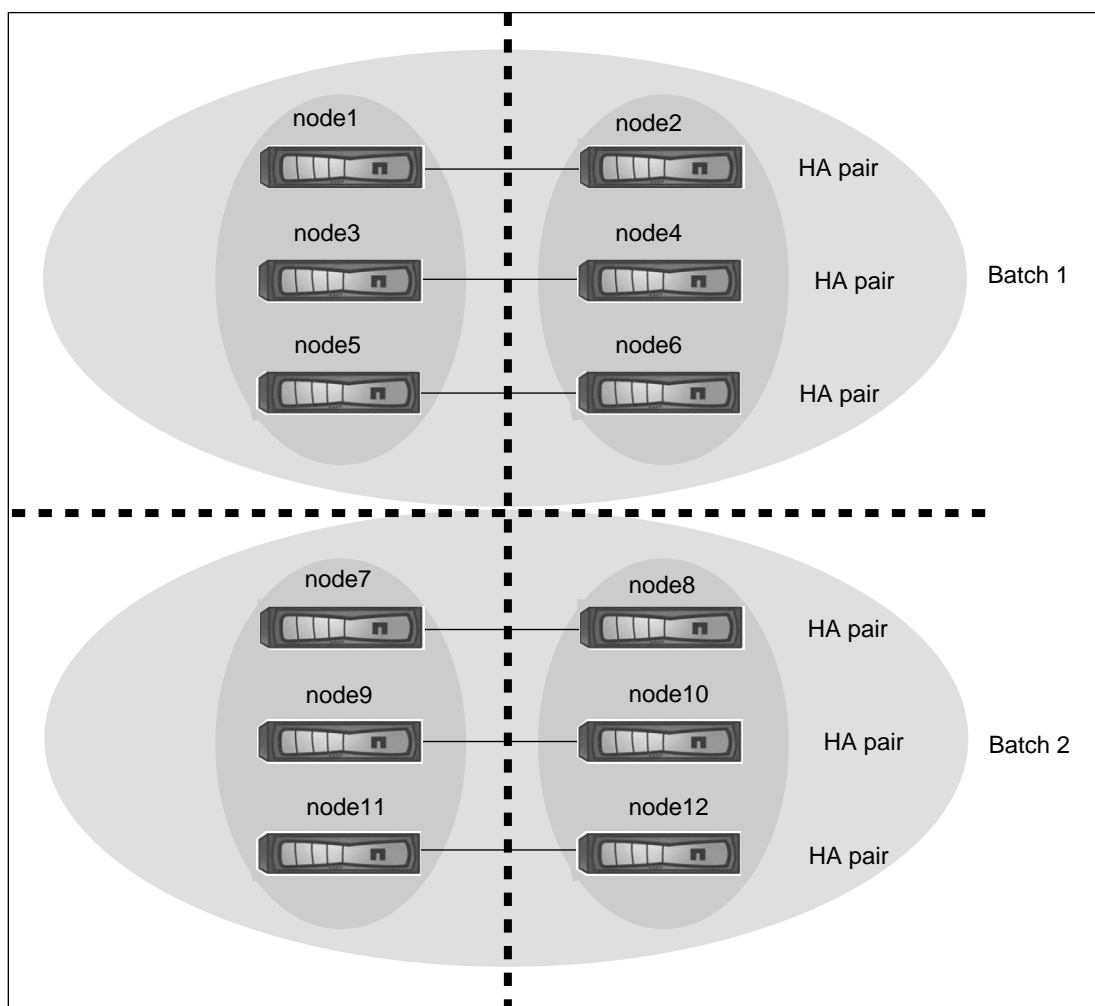 node1
node2
HA pair
node3
node4
HA pair
Batch 1
node5
node6
HA pair
node7
node8
HA pair
node9
node10
HA pair
Batch 2
node11
node12
HA pair